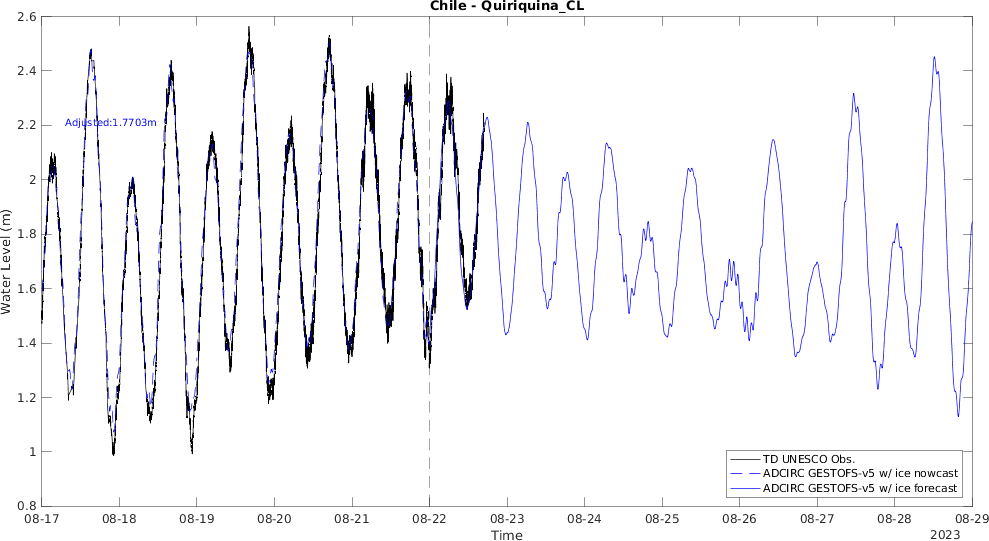 Chile - Quiriquina_CL
2.6
2.4
2.2
2
1.8
1.6
1.4
1.2
1
0.8
Water Level (m)
Adjusted:1.7703m
TD UNESCO Obs.
ADCIRC GESTOFS-v5 w/ ice nowcast
ADCIRC GESTOFS-v5 w/ ice forecast
08-17 08-18 08-19 08-20 08-21 08-22 08-23 08-24 08-25 08-26 08-27 08-28 08-29
Time
2023